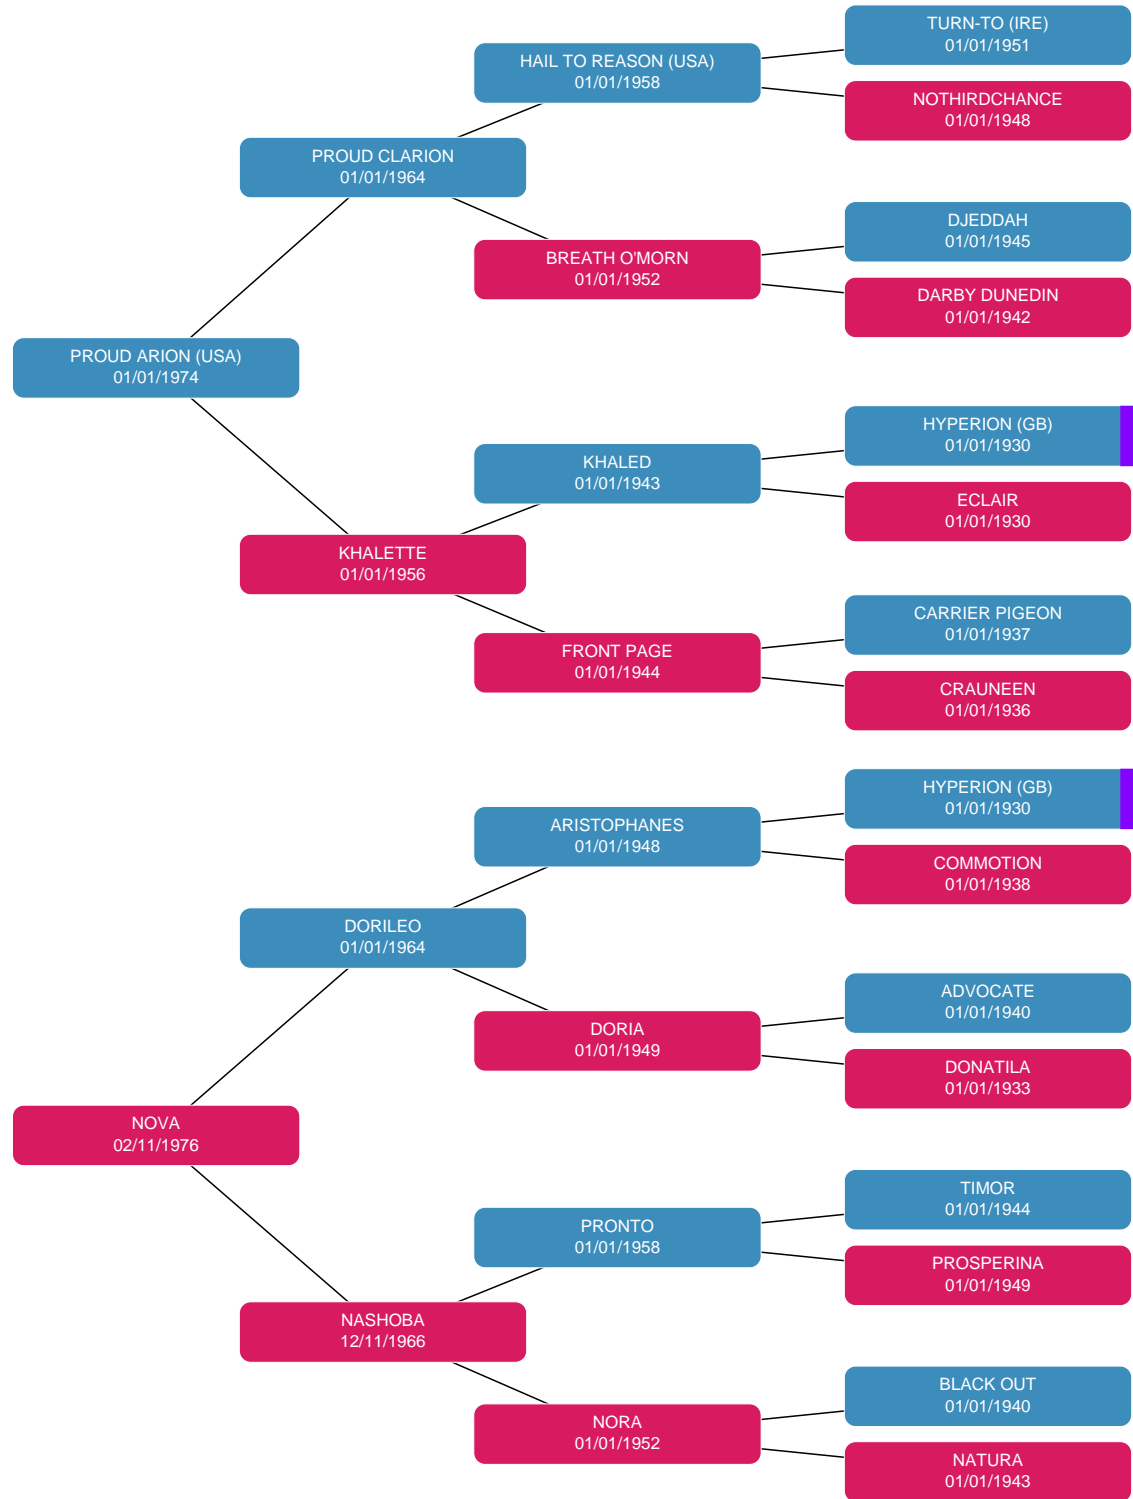 TURN-TO (IRE)
01/01/1951
HAIL TO REASON (USA)
01/01/1958
NOTHIRDCHANCE
01/01/1948
PROUD CLARION
01/01/1964
DJEDDAH
01/01/1945
BREATH O'MORN
01/01/1952
DARBY DUNEDIN
01/01/1942
PROUD ARION (USA)
01/01/1974
HYPERION (GB)
01/01/1930
KHALED
01/01/1943
ECLAIR
01/01/1930
KHALETTE
01/01/1956
CARRIER PIGEON
01/01/1937
FRONT PAGE
01/01/1944
CRAUNEEN
01/01/1936
HYPERION (GB)
01/01/1930
ARISTOPHANES
01/01/1948
COMMOTION
01/01/1938
DORILEO
01/01/1964
ADVOCATE
01/01/1940
DORIA
01/01/1949
DONATILA
01/01/1933
NOVA
02/11/1976
TIMOR
01/01/1944
PRONTO
01/01/1958
PROSPERINA
01/01/1949
NASHOBA
12/11/1966
BLACK OUT
01/01/1940
NORA
01/01/1952
NATURA
01/01/1943